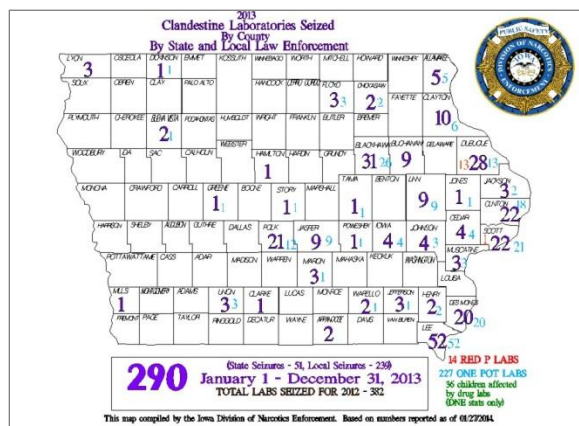 2013
Clandestine Laboratories Seized
By County
By State and Local Law Enforcement
PUBLIC SAFETY
IOWA
DIVISION OF NARCOTICS
ENFORCEMENT
LYON OSCEOLA DICKINSON EMMET KOSSUTH WINNEBAGO WORTH MITCHELL HOWARD WINNESHIEK ALLAMAKEE
3 1 1 5 5
SIOUX OBRIEN CLAY PALO ALTO HANCOCK CERRO GORDO FLOYD CHICKASAW
3 3 2 2
FAYETTE CLAYTON
10 6
PLYMOUTH CHEROKEE BUENA VISTA POCAHONTAS HUMBOLDT WRIGHT FRANKLIN BUTLER BREMER
2 1
WEBSTER
BLACKHAWK BUCHANAN DELAWARE DUBUQUE
31 26 9 13 28 13
WOODBURY IDA SAC CALHOUN HAMILTON HARDIN GRUNDY
1
JONES JACKSON
1 1 3 2
MONONA CRAWFORD CARROLL GREENE BOONE STORY MARSHALL TAMA BENTON LINN
1 1 1 1 1 1 9 9
CLINTON
22 18
CEDAR
4 4
HARRISON SHELBY AUDUBON GUTHRIE DALLAS POLK JASPER POWESHIEK IOWA JOHNSON SCOTT
21 12 9 9 1 1 4 4 4 3 22 21
MUSCATINE
3 3
POTTAWATTAMIE CASS ADAIR MADISON WARREN MARION MAHASKA KEOKUK WASHINGTON
3 1
LOUISA
MILLS MONTGOMERY ADAMS UNION CLARKE LUCAS MONROE WAPELLO JEFFERSON HENRY DES MOINES
1 3 3 1 2 1 3 1 2 2 20 20
FREMONT PAGE TAYLOR RINGGOLD DECATUR WAYNE APPANOOSE DAVIS VAN BUREN LEE
2 52 52
290
(State Seizures - 51, Local Seizures - 239)
January 1 - December 31, 2013
TOTAL LABS SEIZED FOR 2012 - 382
14 RED P LABS
227 ONE POT LABS
36 children affected
by drug labs
(DNE stats only)
This map compiled by the Iowa Division of Narcotics Enforcement. Based on numbers reported as of 01/27/2014.